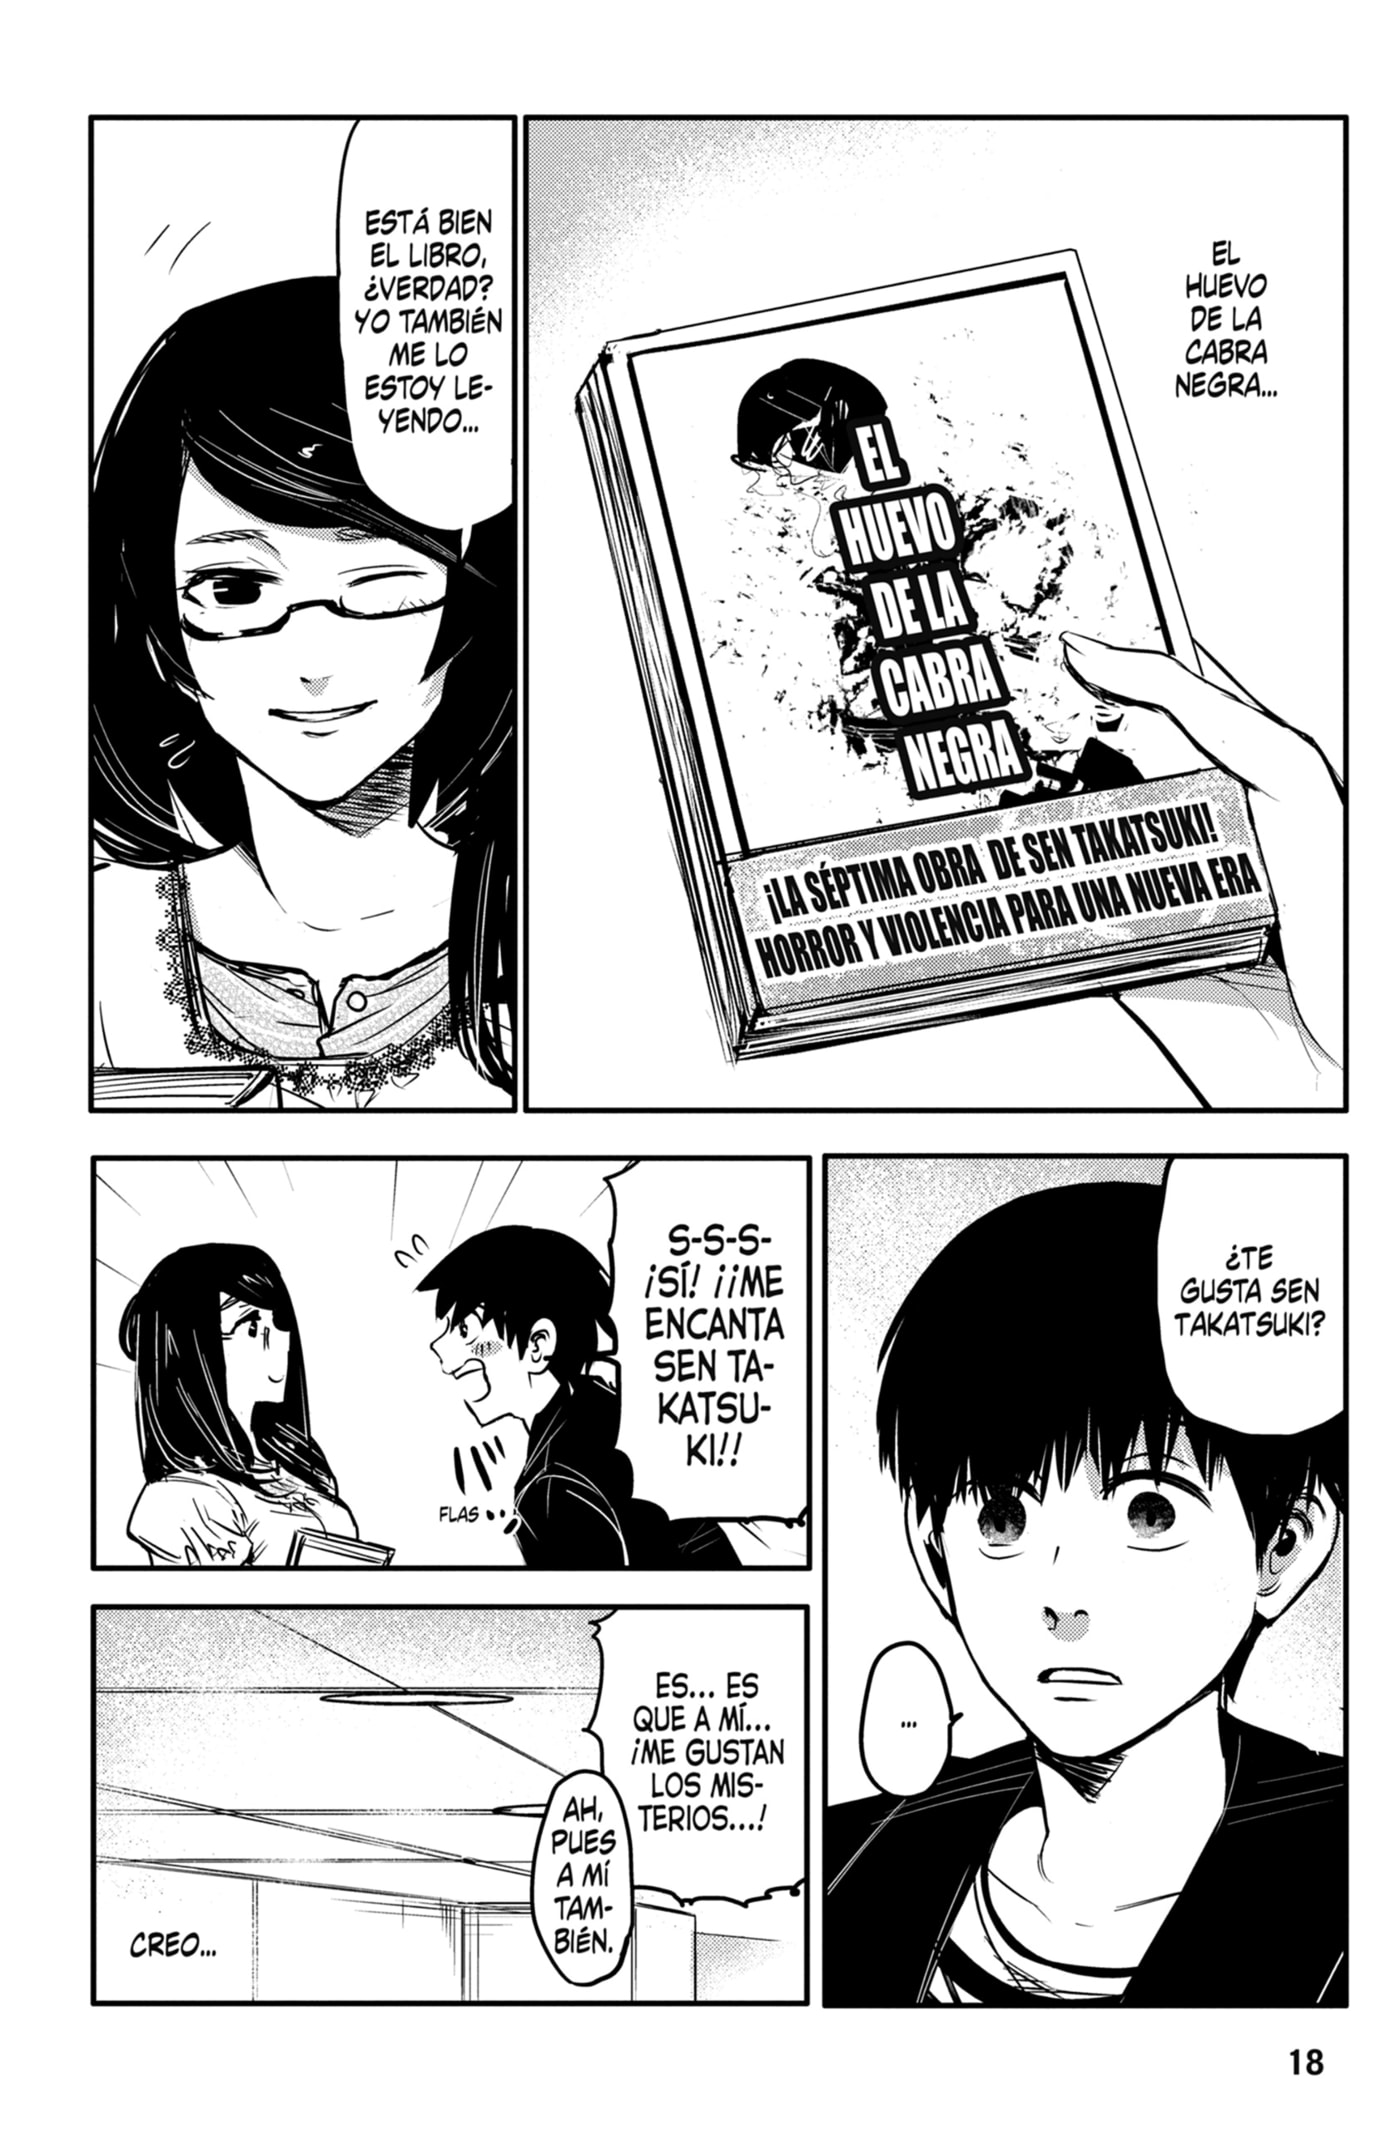 EL
HUEVO
DE LA
CABRA
NEGRA...
EL
HUEVO
DE LA
CABRA
NEGRA
¡LA SÉPTIMA OBRA DE SEN TAKATSUKI!
HORROR Y VIOLENCIA PARA UNA NUEVA ERA
ESTÁ BIEN
EL LIBRO,
¿VERDAD?
YO TAMBIÉN
ME LO
ESTOY LE-
YENDO...
¿TE
GUSTA SEN
TAKATSUKI?
...
S-S-S-
¡SÍ! ¡¡ME
ENCANTA
SEN TA-
KATSU-
KI!!
FLAS
ES... ES
QUE A MÍ...
¡ME GUSTAN
LOS MIS-
TERIOS...!
AH,
PUES
A MÍ
TAM-
BIÉN.
CREO...
18